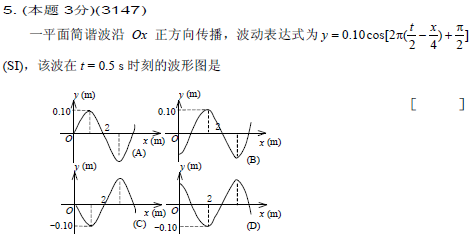 5. (本题 3分)(3147)
一平面简谐波沿 Ox 正方向传播，波动表达式为 y = 0.10cos[2π(t/2 − x/4) + π/2]
(SI)，该波在 t = 0.5 s 时刻的波形图是
[ ]
y (m) y (m)
0.10 0.10
2 2
O x (m) O x (m)
(A) (B)
y (m) y (m)
2 2
O x (m) O x (m)
−0.10 (C) −0.10 (D)